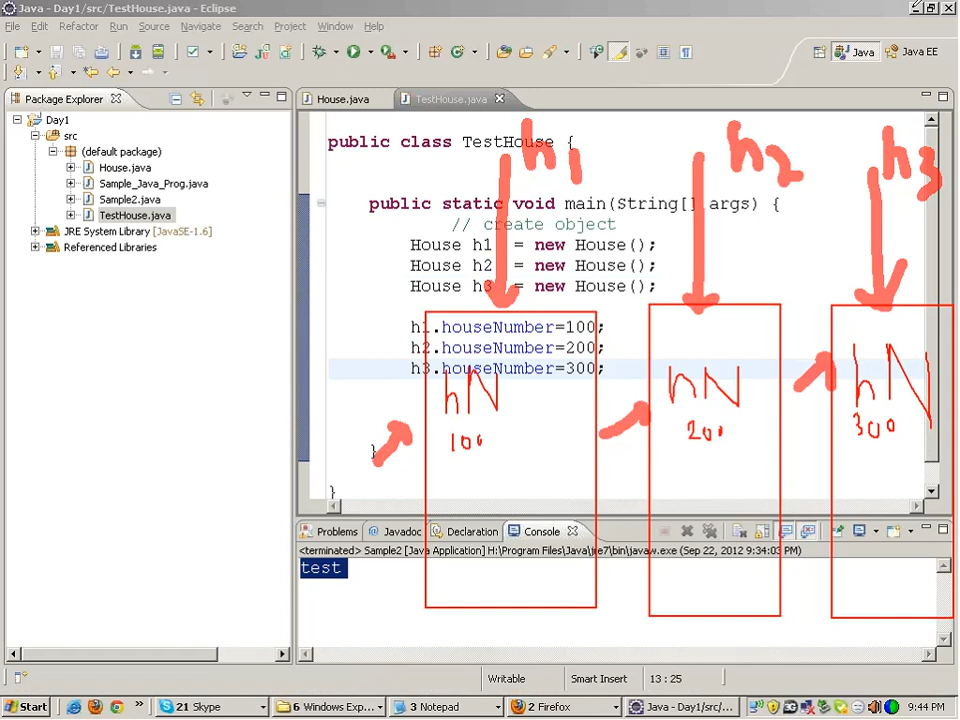 Java - Day1/src/TestHouse.java - Eclipse
File Edit Refactor Run Source Navigate Search Project Tools Window Help
Java Java EE
Package Explorer
House.java TestHouse.java
Day1
src
(default package)
House.java
Sample_Java_Prog.java
Sample2.java
TestHouse.java
JRE System Library [JavaSE-1.6]
Referenced Libraries
h1 h2 h3
public class TestHouse {
public static void main(String[] args) {
// create object
House h1 = new House();
House h2 = new House();
House h3 = new House();
h1.houseNumber=100;
h2.houseNumber=200;
h3.houseNumber=300;
hN hN hN
100 200 300
}
}
Problems Javadoc Declaration Console
<terminated> Sample2 [Java Application] H:\Program Files\Java\jre7\bin\javaw.exe (Sep 22, 2012 9:34:03 PM)
test
Writable Smart Insert 13 : 25
Start 21 Skype 6 Windows Exp... 3 Notepad 2 Firefox Java - Day1/src/... 9:44 PM